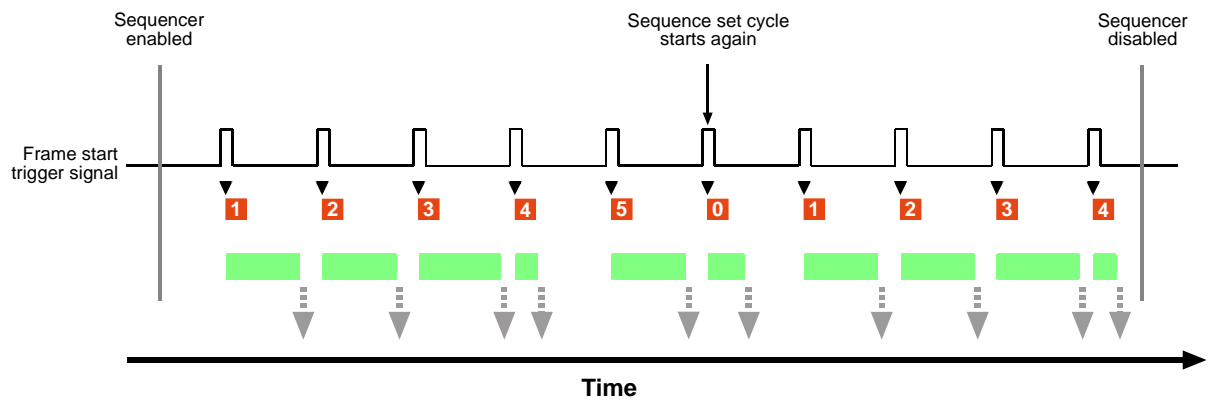 Sequencer
enabled
Sequence set cycle
starts again
Sequencer
disabled
Frame start
trigger signal
1 2 3 4 5 0 1 2 3 4
Time